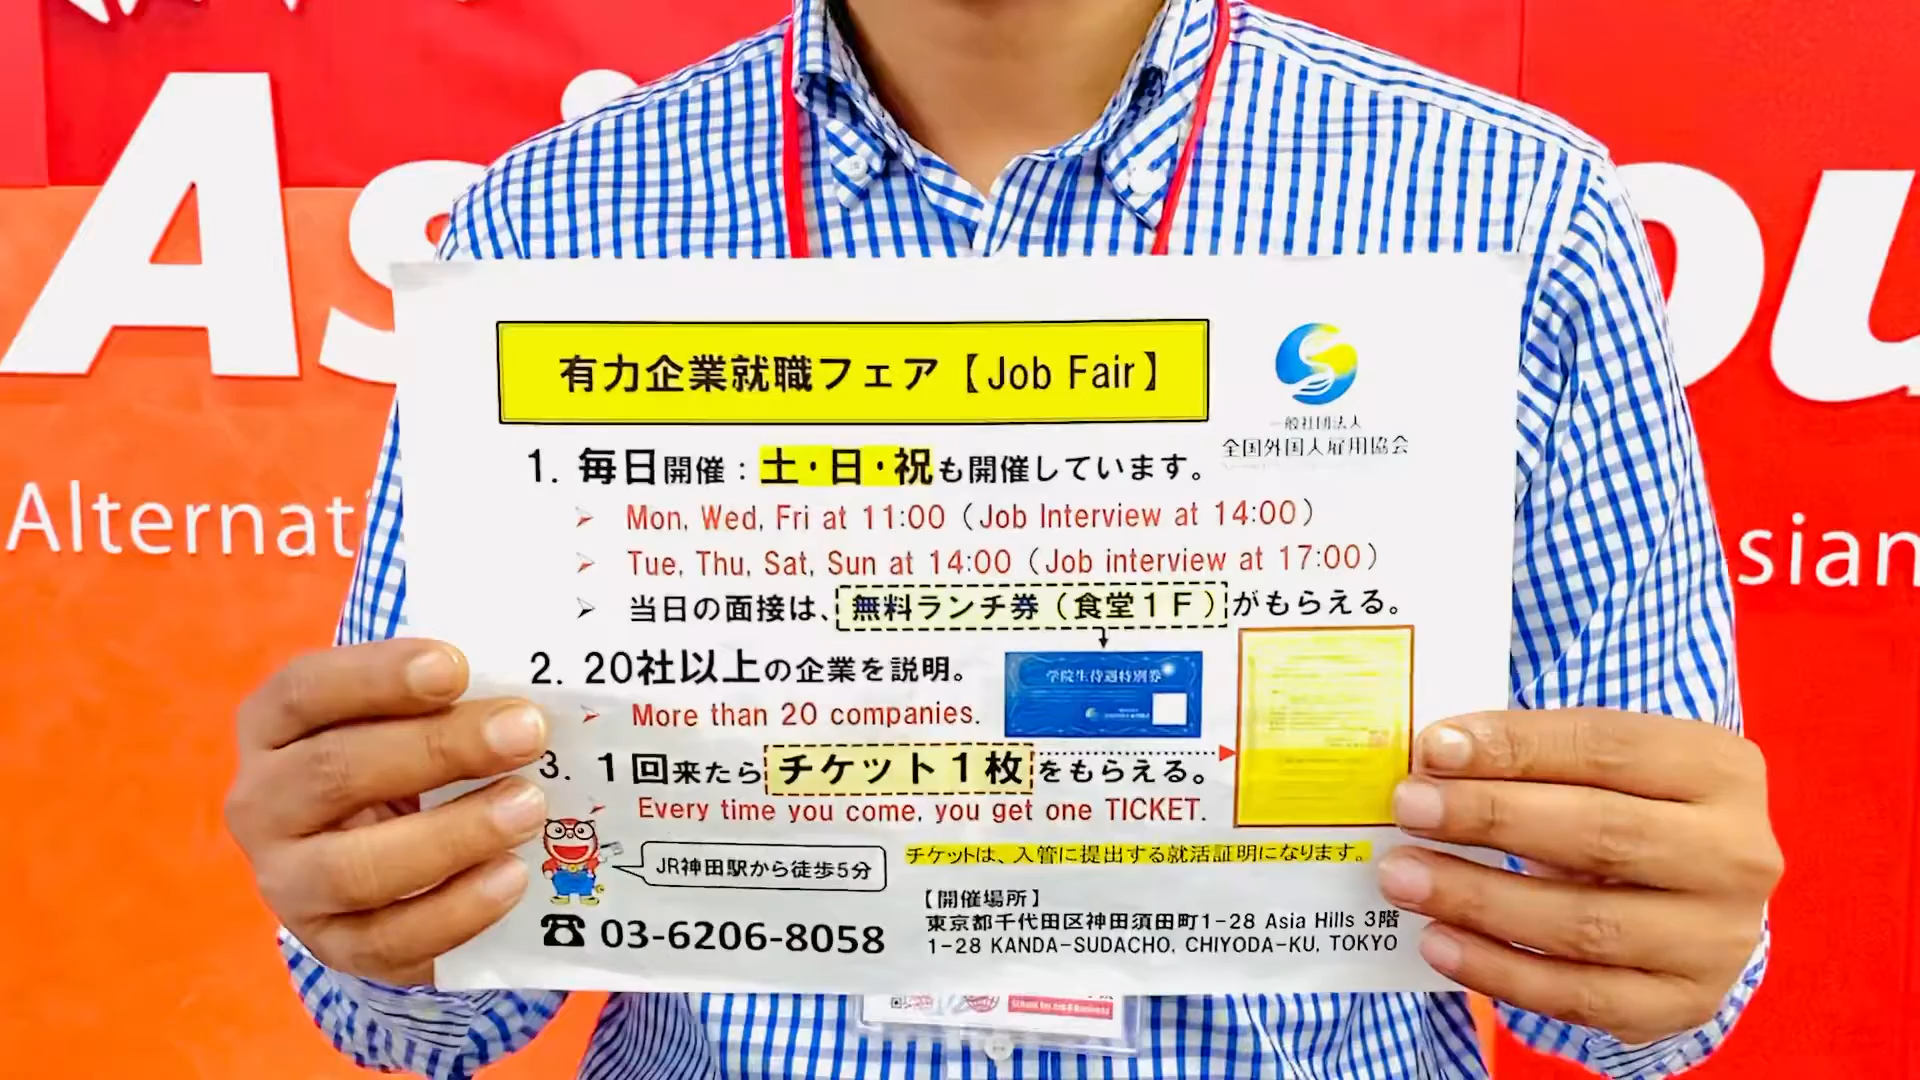 有力企業就職フェア【Job Fair】
一般社団法人
全国外国人雇用協会
1. 毎日開催：土・日・祝も開催しています。
➢ Mon, Wed, Fri at 11:00（Job Interview at 14:00）
➢ Tue, Thu, Sat, Sun at 14:00（Job interview at 17:00）
➢ 当日の面接は、無料ランチ券（食堂１Ｆ）がもらえる。
2. 20社以上の企業を説明。
学院生待遇特別券
➢ More than 20 companies.
3. １回来たらチケット１枚をもらえる。
➢ Every time you come, you get one TICKET.
チケットは、入管に提出する就活証明になります。
JR神田駅から徒歩5分
☎ 03-6206-8058
【開催場所】
東京都千代田区神田須田町1-28 Asia Hills 3階
1-28 KANDA-SUDACHO, CHIYODA-KU, TOKYO